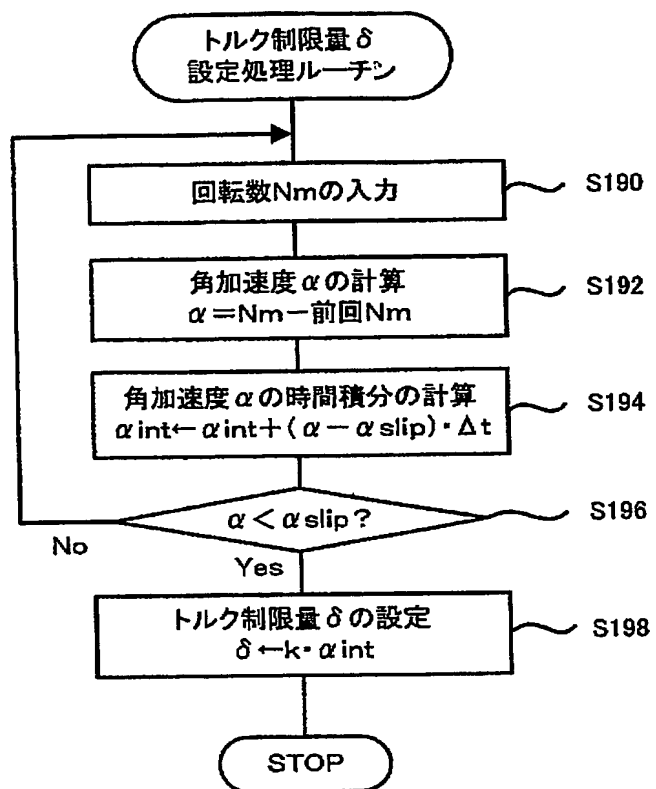 トルク制限量δ
設定処理ルーチン
回転数Nmの入力
S190
角加速度αの計算
α=Nm-前回Nm
S192
角加速度αの時間積分の計算
αint←αint+(α-αslip)・Δt
S194
α<αslip?
S196
No
Yes
トルク制限量δの設定
δ←k・αint
S198
STOP